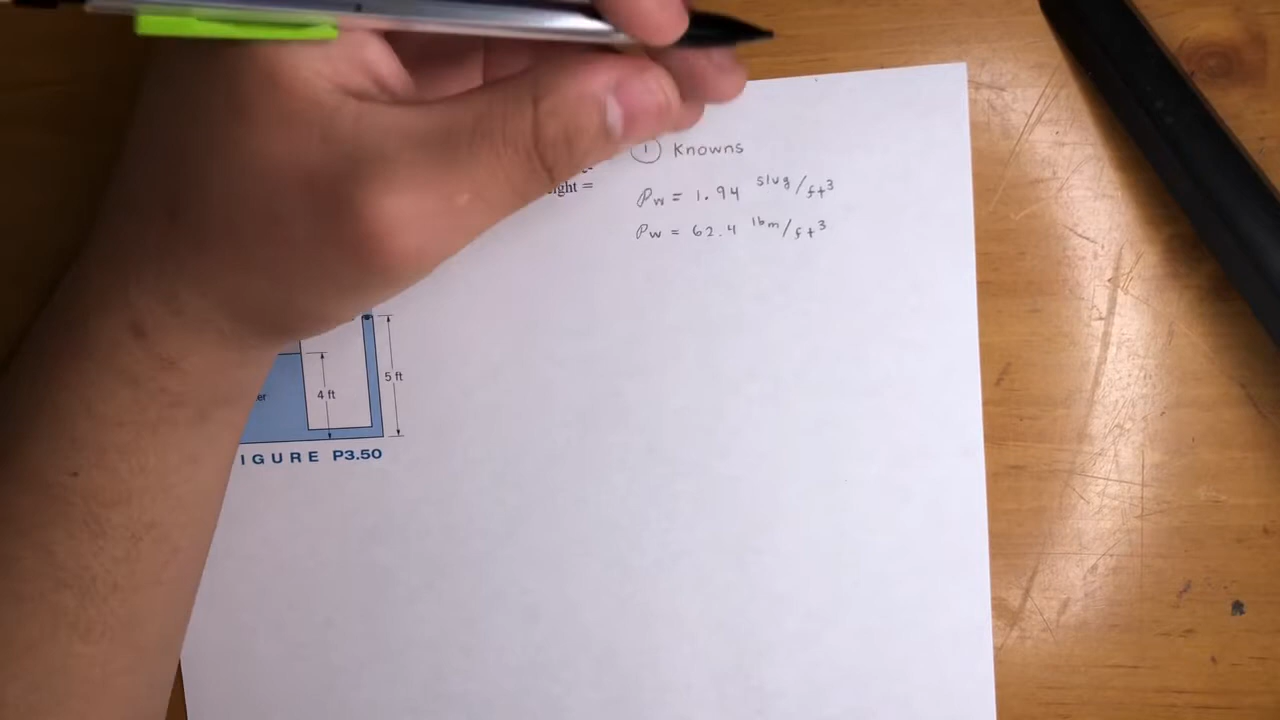 1 Knowns
ρw = 1.94 slug/ft³
ρw = 62.4 lbm/ft³
=
5 ft
4 ft
IGURE P3.50